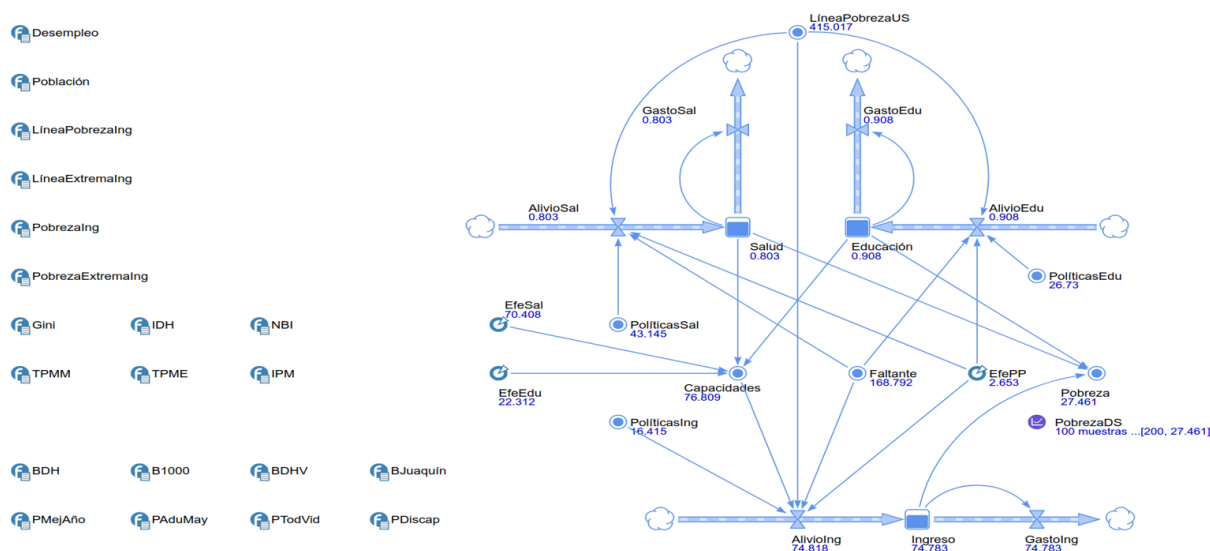 LíneaPobrezaUS
415.017
Desempleo
Población
GastoSal
0.803
GastoEdu
0.908
LíneaPobrezaIng
LíneaExtremaIng
AlivioSal
0.803
AlivioEdu
0.908
PobrezaIng
Salud
0.803
Educación
0.908
PobrezaExtremaIng
PolíticasEdu
26.73
EfeSal
70.408
Gini
IDH
NBI
PolíticasSal
43.145
TPMM
TPME
IPM
EfeEdu
22.312
Capacidades
76.809
Faltante
168.792
EfePP
2.653
Pobreza
27.461
PolíticasIng
16.415
PobrezaDS
100 muestras ...[200, 27.461]
BDH
B1000
BDHV
BJuaquín
PMejAño
PAduMay
PTodVid
PDiscap
AlivioIng
74.818
Ingreso
74.783
GastoIng
74.783